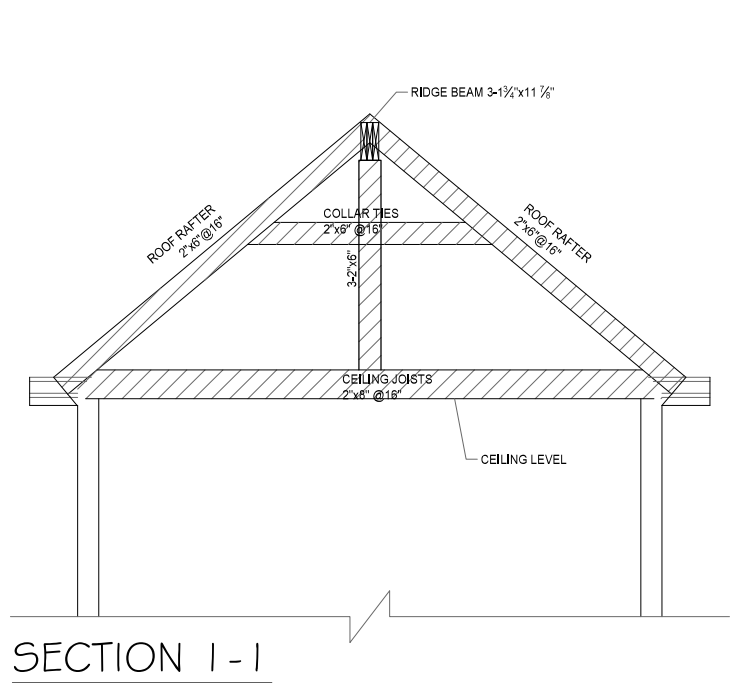 RIDGE BEAM 3-1¾"x11 ⅞"
ROOF RAFTER
2"x6"@16"
COLLAR TIES
2"x6" @16"
ROOF RAFTER
2"x6"@16"
3-2"x6"
CEILING JOISTS
2"x8" @16"
CEILING LEVEL
SECTION 1-1